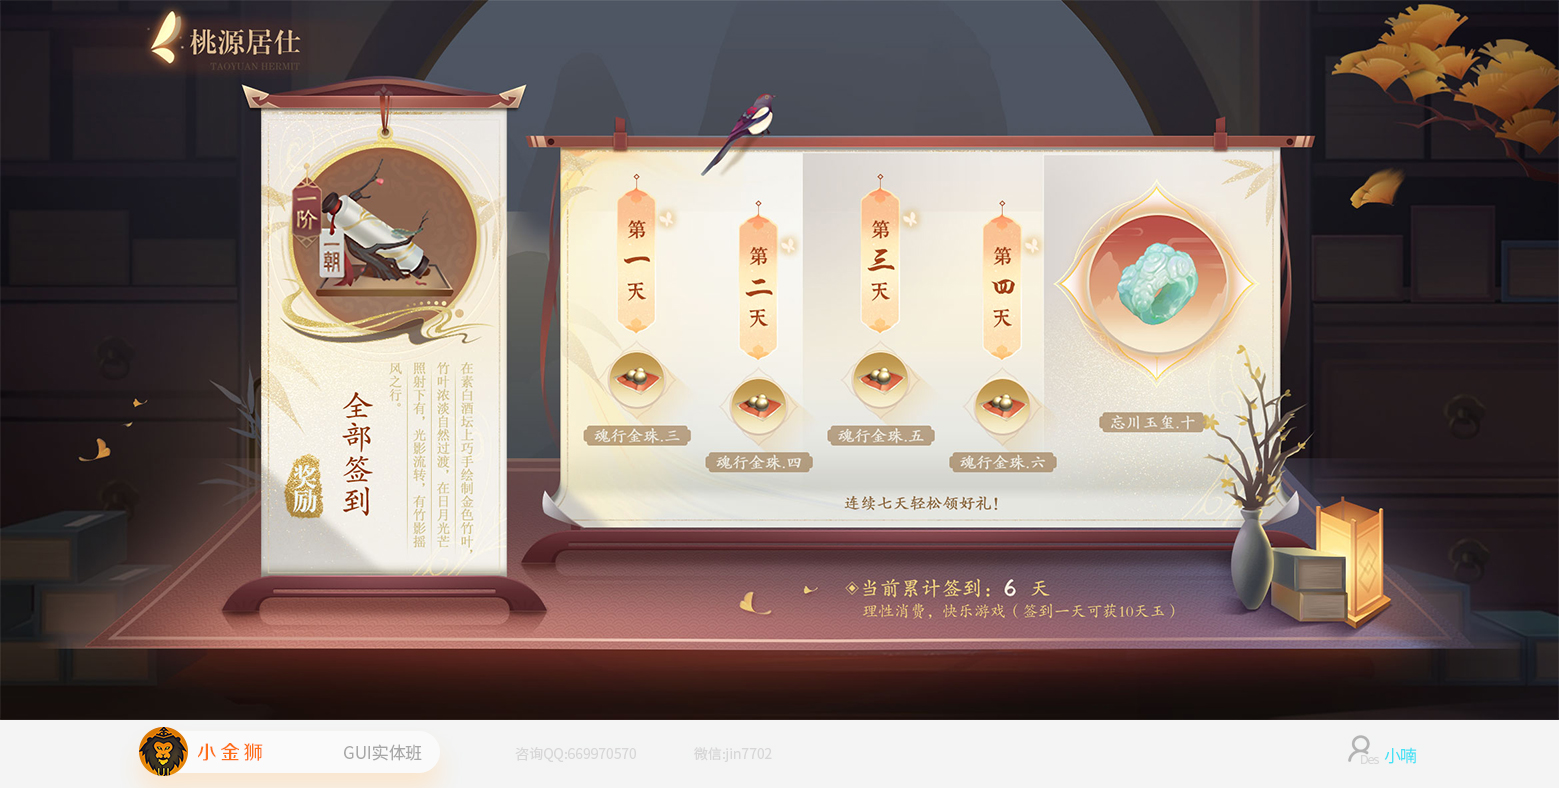 桃源居仕
TAOYUAN HERMIT
一阶
一朝
在素白酒坛上巧手绘制金色竹叶，
竹叶浓淡自然过渡，在日月光芒
照射下有，光影流转，有竹影摇
风之行。
全部签到
奖励
第一天
魂行金珠.三
第二天
魂行金珠.四
第三天
魂行金珠.五
第四天
魂行金珠.六
忘川玉玺.十
连续七天轻松领好礼！
当前累计签到：6 天
理性消费，快乐游戏（签到一天可获10天玉）
UI
小金狮
GUI实体班
咨询QQ:669970570
微信:jin7702
Des 小喃